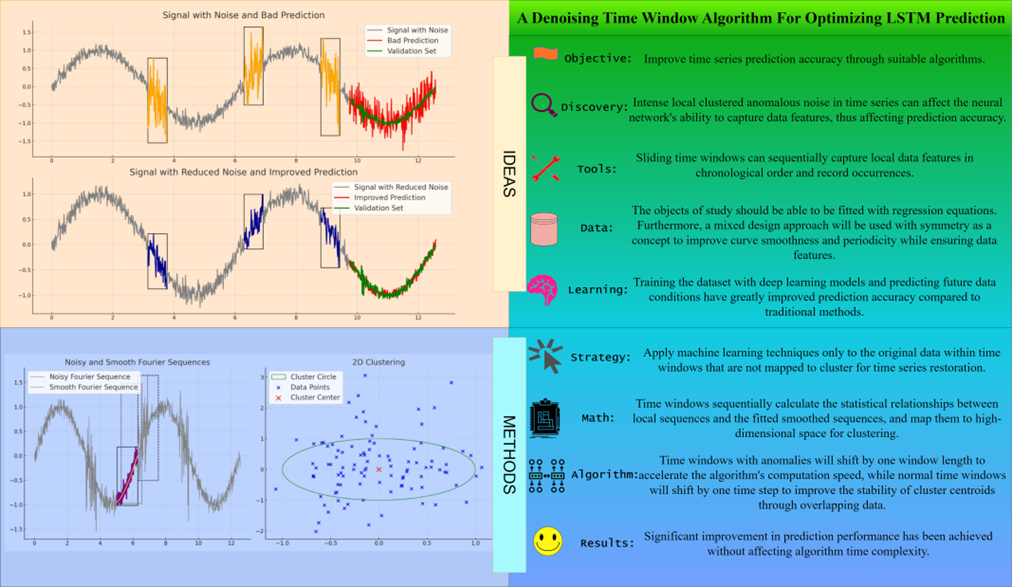 Signal with Noise and Bad Prediction
1.5
1.0
0.5
0.0
−0.5
−1.0
−1.5
0
2
4
6
8
10
12
Signal with Noise
Bad Prediction
Validation Set
Signal with Reduced Noise and Improved Prediction
1.0
0.5
0.0
−0.5
−1.0
0
2
4
6
8
10
12
Signal with Reduced Noise
Improved Prediction
Validation Set
Noisy and Smooth Fourier Sequences
1.5
1.0
0.5
0.0
−0.5
−1.0
−1.5
0
2
4
6
8
10
12
Noisy Fourier Sequence
Smooth Fourier Sequence
2D Clustering
3
2
1
0
−1
−2
−1.0
−0.5
0.0
0.5
1.0
Cluster Circle
Data Points
Cluster Center
IDEAS
METHODS
A Denoising Time Window Algorithm For Optimizing LSTM Prediction
Objective: Improve time series prediction accuracy through suitable algorithms.
Discovery: Intense local clustered anomalous noise in time series can affect the neural
network's ability to capture data features, thus affecting prediction accuracy.
Tools: Sliding time windows can sequentially capture local data features in
chronological order and record occurrences.
Data: The objects of study should be able to be fitted with regression equations.
Furthermore, a mixed design approach will be used with symmetry as a
concept to improve curve smoothness and periodicity while ensuring data
features.
Learning: Training the dataset with deep learning models and predicting future data
conditions have greatly improved prediction accuracy compared to
traditional methods.
Strategy: Apply machine learning techniques only to the original data within time
windows that are not mapped to cluster for time series restoration.
Math: Time windows sequentially calculate the statistical relationships between
local sequences and the fitted smoothed sequences, and map them to high-
dimensional space for clustering.
Algorithm: Time windows with anomalies will shift by one window length to
accelerate the algorithm's computation speed, while normal time windows
will shift by one time step to improve the stability of cluster centroids
through overlapping data.
Results: Significant improvement in prediction performance has been achieved
without affecting algorithm time complexity.